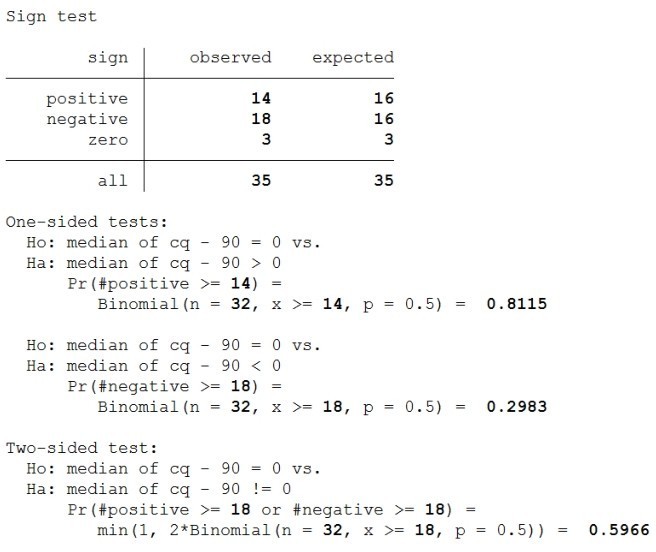 Sign test
sign observed expected
positive 14 16
negative 18 16
zero 3 3
all 35 35
One-sided tests:
Ho: median of cq - 90 = 0 vs.
Ha: median of cq - 90 > 0
Pr(#positive >= 14) =
Binomial(n = 32, x >= 14, p = 0.5) = 0.8115
Ho: median of cq - 90 = 0 vs.
Ha: median of cq - 90 < 0
Pr(#negative >= 18) =
Binomial(n = 32, x >= 18, p = 0.5) = 0.2983
Two-sided test:
Ho: median of cq - 90 = 0 vs.
Ha: median of cq - 90 != 0
Pr(#positive >= 18 or #negative >= 18) =
min(1, 2*Binomial(n = 32, x >= 18, p = 0.5)) = 0.5966